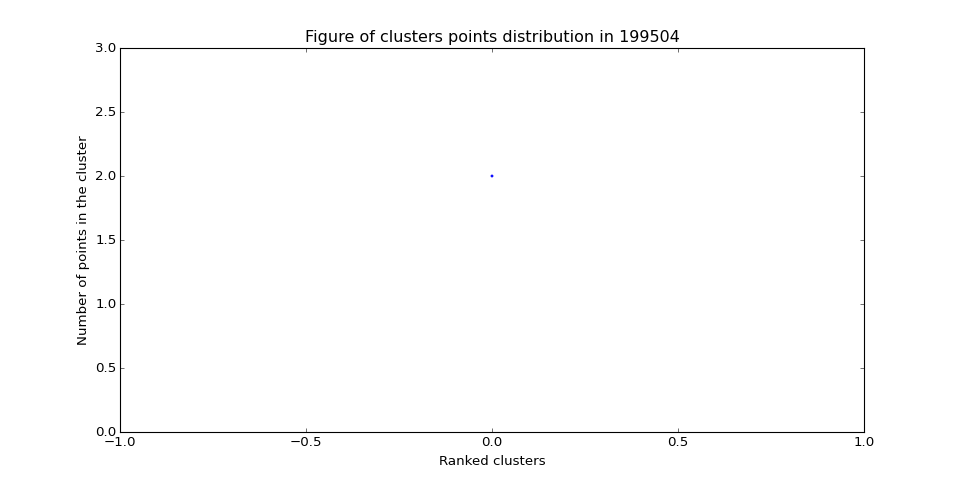 Figure of clusters points distribution in 199504
3.0
2.5
2.0
1.5
1.0
0.5
0.0
Number of points in the cluster
−1.0 −0.5 0.0 0.5 1.0
Ranked clusters